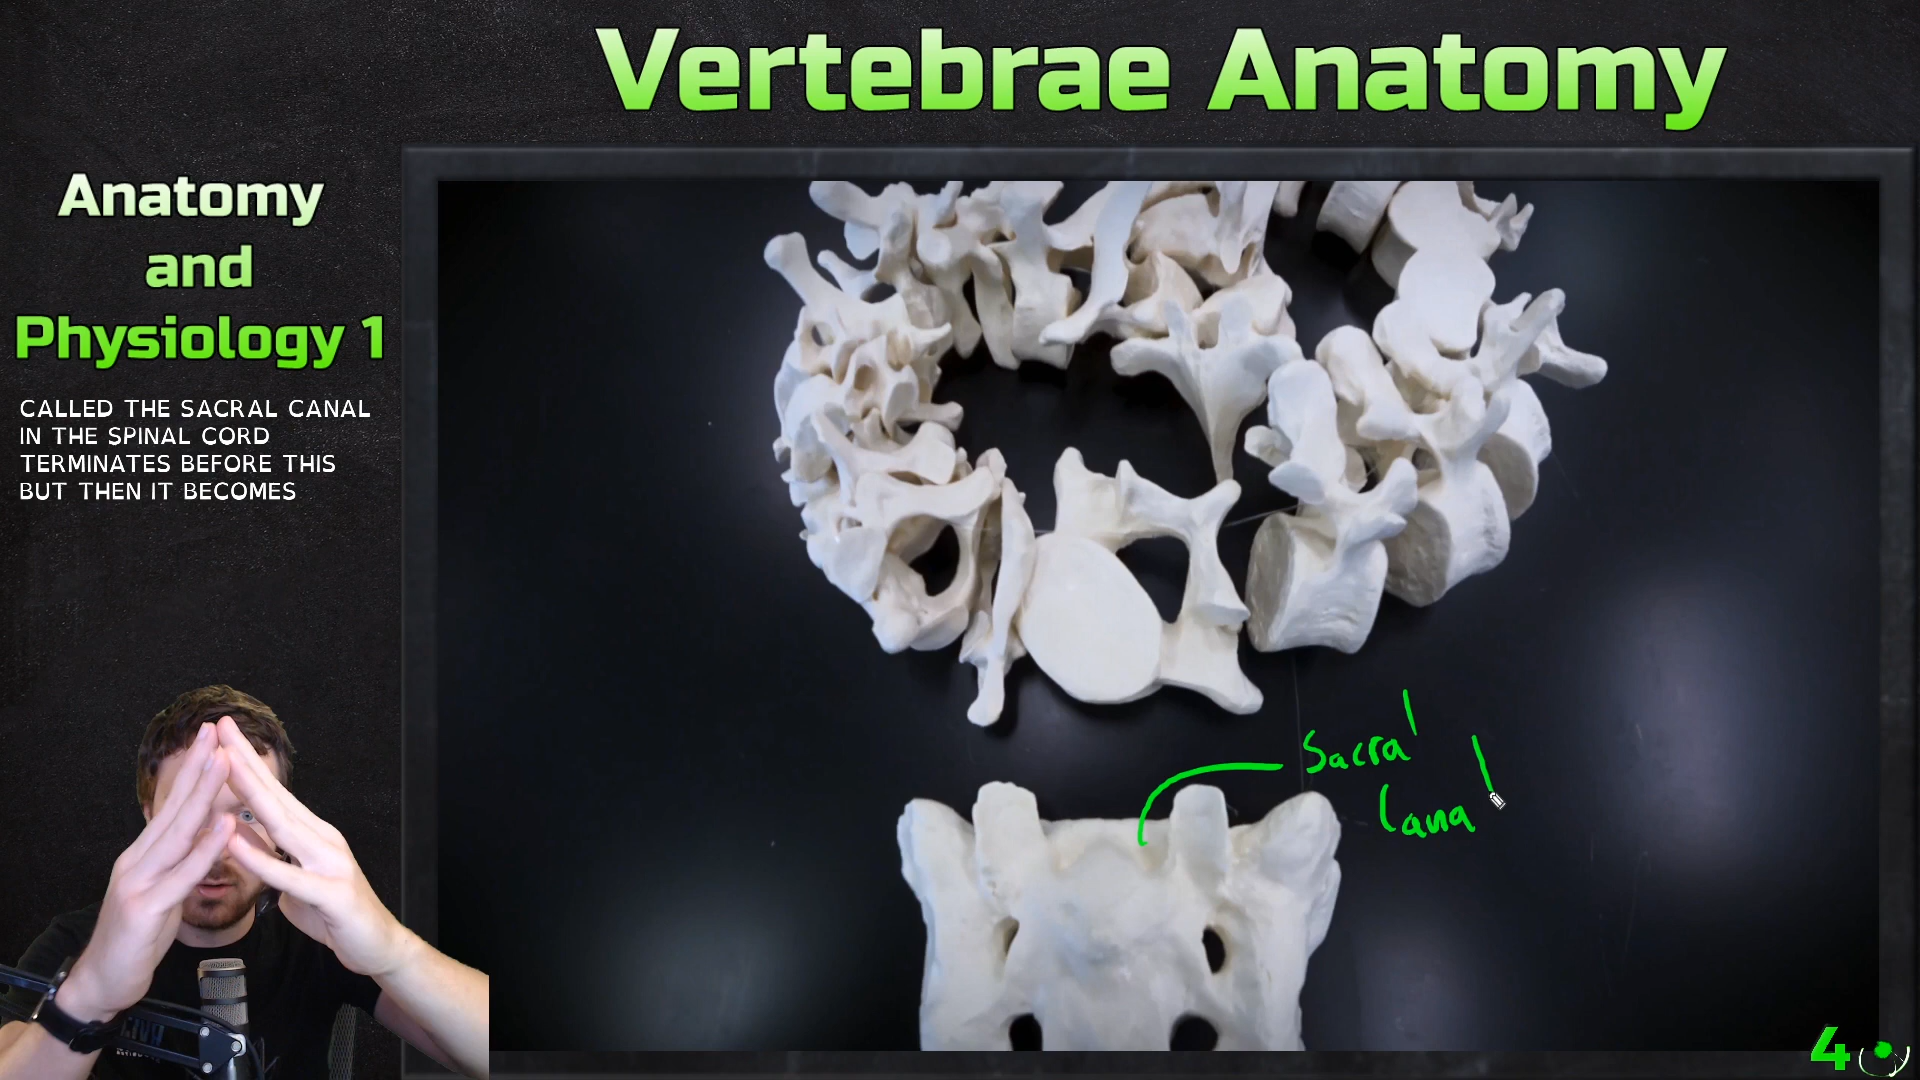 Vertebrae Anatomy
Anatomy
and
Physiology 1
CALLED THE SACRAL CANAL
IN THE SPINAL CORD
TERMINATES BEFORE THIS
BUT THEN IT BECOMES
Sacral
Canal
4